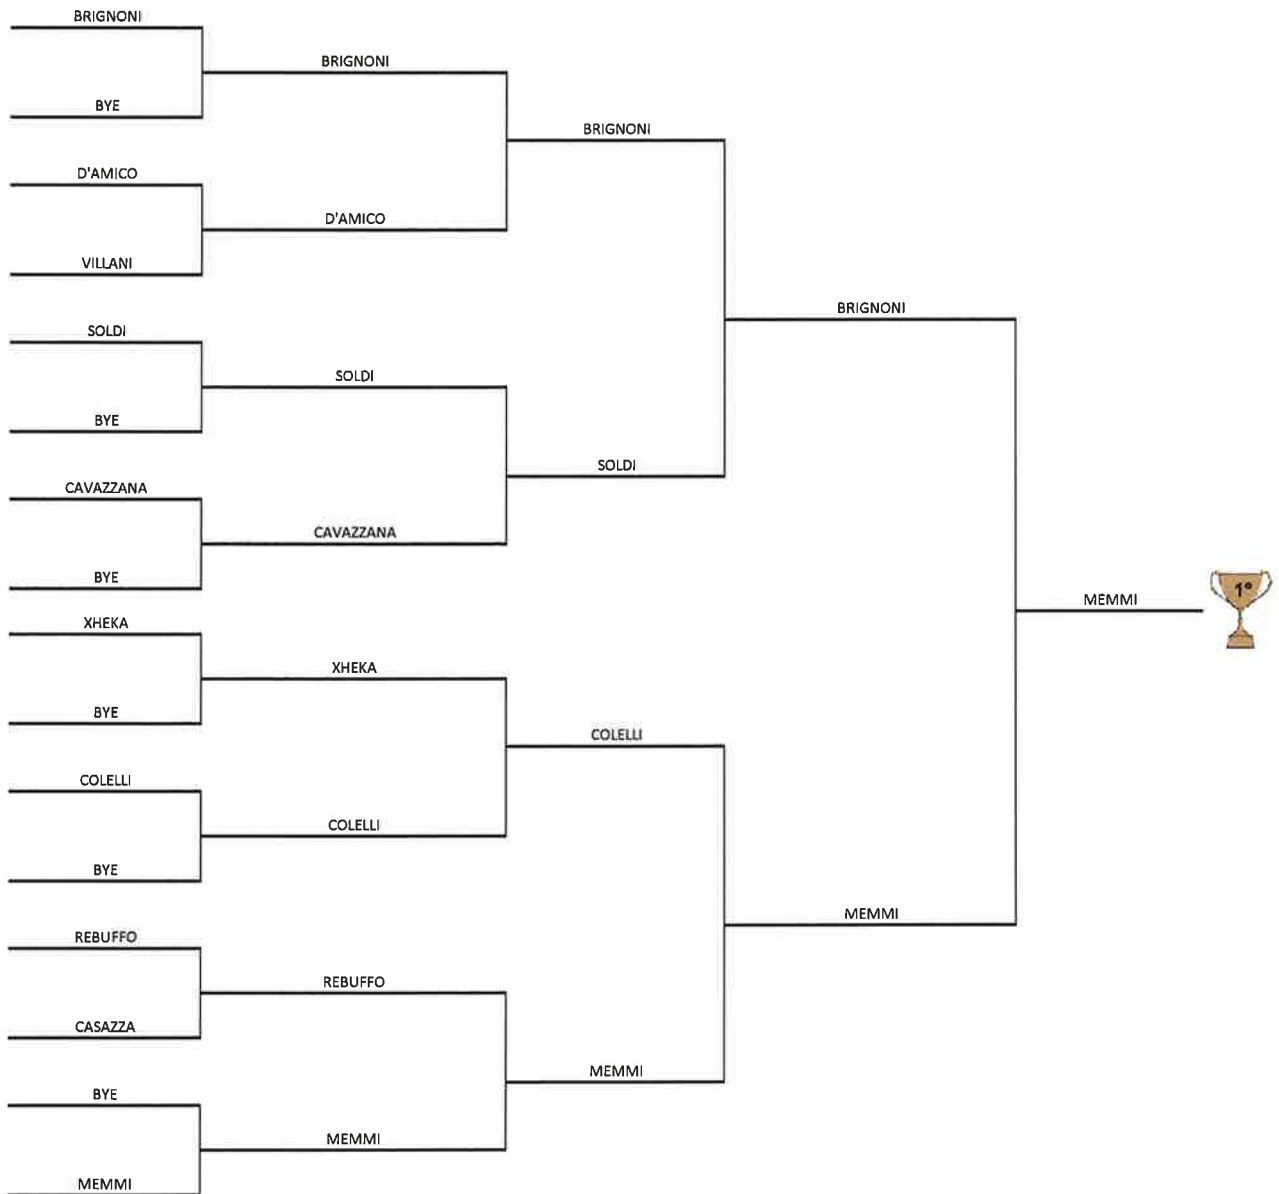 BRIGNONI
BRIGNONI
BYE
BRIGNONI
D'AMICO
D'AMICO
VILLANI
BRIGNONI
SOLDI
SOLDI
BYE
SOLDI
CAVAZZANA
CAVAZZANA
BYE
1°
MEMMI
XHEKA
XHEKA
BYE
COLELLI
COLELLI
COLELLI
BYE
MEMMI
REBUFFO
REBUFFO
CASAZZA
MEMMI
BYE
MEMMI
MEMMI